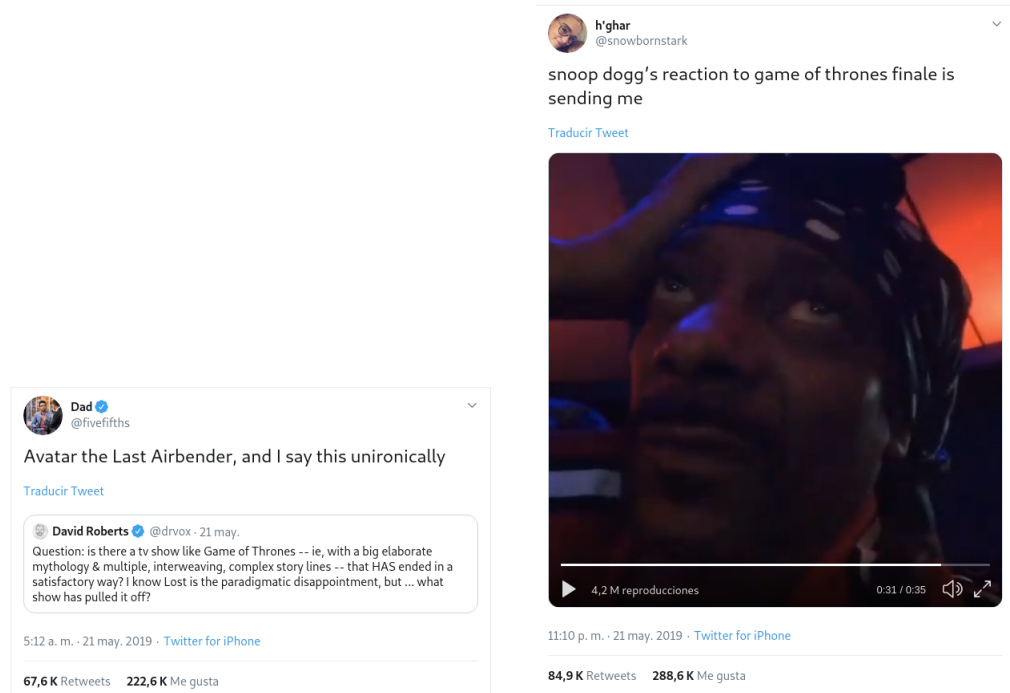 Dad
@fivefifths
Avatar the Last Airbender, and I say this unironically
Traducir Tweet
David Roberts @drvox · 21 may.
Question: is there a tv show like Game of Thrones -- ie, with a big elaborate
mythology & multiple, interweaving, complex story lines -- that HAS ended in a
satisfactory way? I know Lost is the paradigmatic disappointment, but ... what
show has pulled it off?
5:12 a. m. · 21 may. 2019 · Twitter for iPhone
67,6 K Retweets 222,6 K Me gusta
h'ghar
@snowbornstark
snoop dogg's reaction to game of thrones finale is
sending me
Traducir Tweet
4,2 M reproducciones
0:31 / 0:35
11:10 p. m. · 21 may. 2019 · Twitter for iPhone
84,9 K Retweets 288,6 K Me gusta